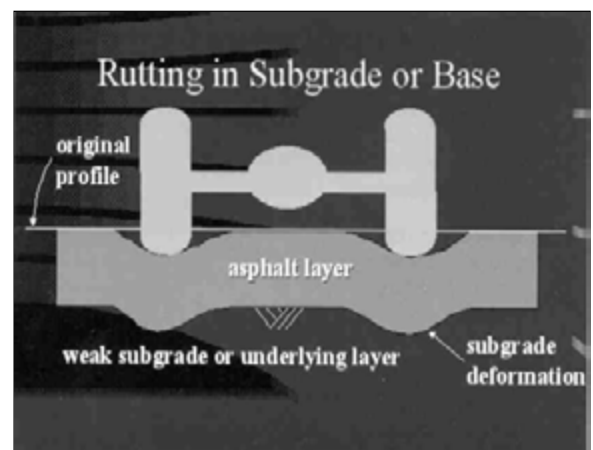 Rutting in Subgrade or Base
original
profile
asphalt layer
weak subgrade or underlying layer
subgrade
deformation